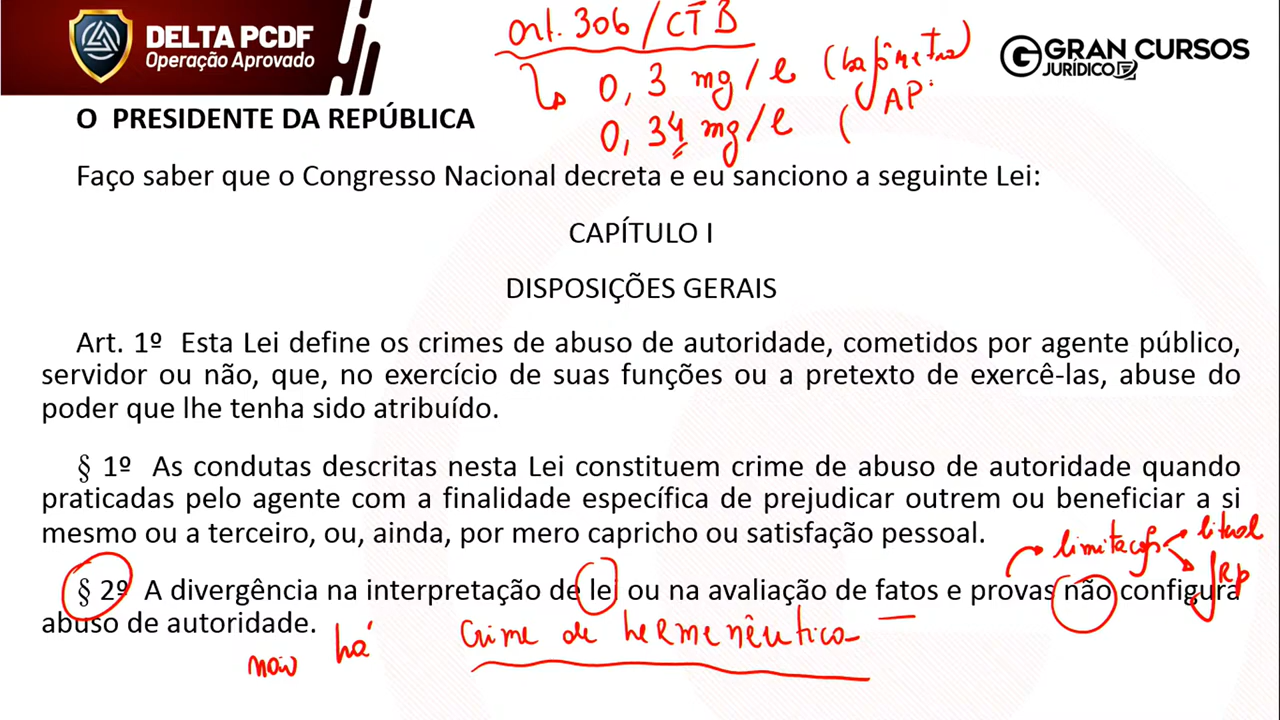 DELTA PCDF
Operação Aprovado
art. 306 / CTB
GRAN CURSOS
JURÍDICO
0,3 mg/l (bafômetro)
AP.
0,34 mg/l (
O PRESIDENTE DA REPÚBLICA
Faço saber que o Congresso Nacional decreta e eu sanciono a seguinte Lei:
CAPÍTULO I
DISPOSIÇÕES GERAIS
Art. 1º Esta Lei define os crimes de abuso de autoridade, cometidos por agente público,
servidor ou não, que, no exercício de suas funções ou a pretexto de exercê-las, abuse do
poder que lhe tenha sido atribuído.
§ 1º As condutas descritas nesta Lei constituem crime de abuso de autoridade quando
praticadas pelo agente com a finalidade específica de prejudicar outrem ou beneficiar a si
mesmo ou a terceiro, ou, ainda, por mero capricho ou satisfação pessoal.
limitações literal
§ 2º A divergência na interpretação de lei ou na avaliação de fatos e provas não configura
abuso de autoridade.
não há crime de hermenêutica